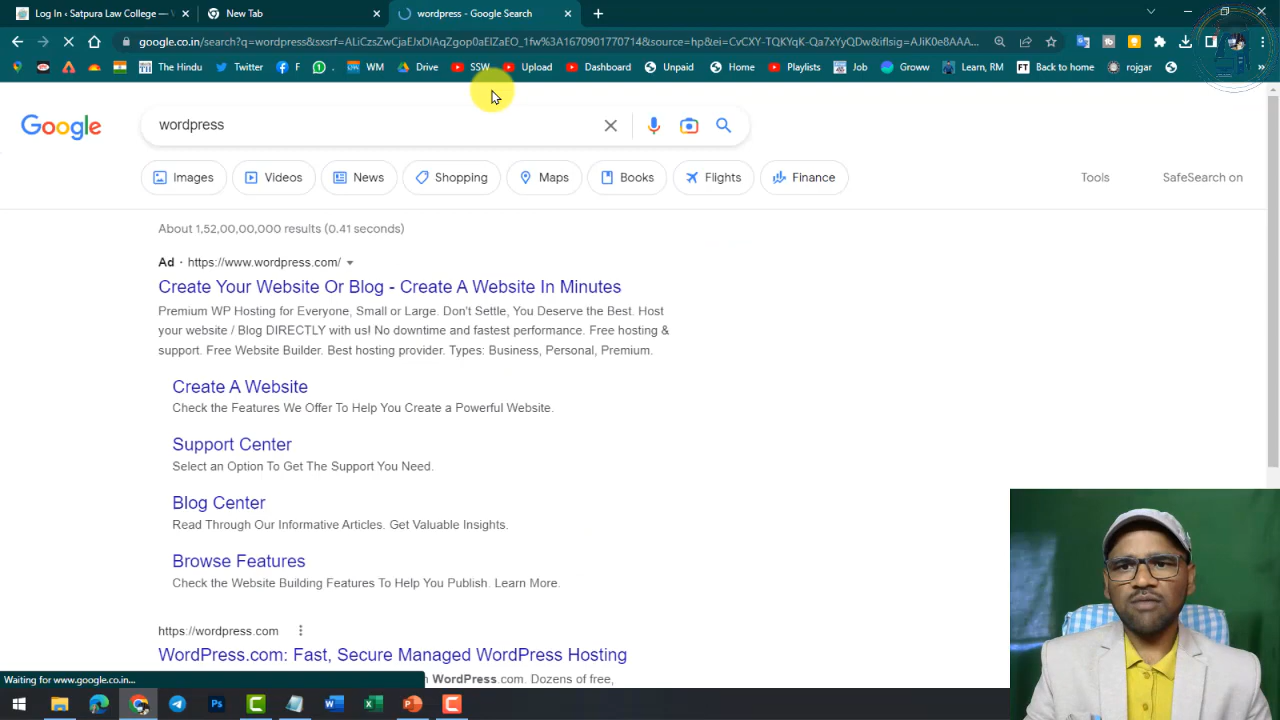 Log In ‹ Satpura Law College —
New Tab
wordpress - Google Search
google.co.in/search?q=wordpress&sxsrf=ALiCzsZwCjaEJxDIAqZgop0aEIZaEO_1fw%3A1670901770714&source=hp&ei=CvCXY-TQKYqK-Qa7xYyQDw&iflsig=AJiK0e8AAA...
The Hindu
Twitter
F
WM
Drive
SSW
Upload
Dashboard
Unpaid
Home
Playlists
Job
Groww
Learn, RM
FT Back to home
rojgar
Google
wordpress
Images
Videos
News
Shopping
Maps
Books
Flights
Finance
Tools
SafeSearch on
About 1,52,00,00,000 results (0.41 seconds)
Ad · https://www.wordpress.com/
Create Your Website Or Blog - Create A Website In Minutes
Premium WP Hosting for Everyone, Small or Large. Don't Settle, You Deserve the Best. Host
your website / Blog DIRECTLY with us! No downtime and fastest performance. Free hosting &
support. Free Website Builder. Best hosting provider. Types: Business, Personal, Premium.
Create A Website
Check the Features We Offer To Help You Create a Powerful Website.
Support Center
Select an Option To Get The Support You Need.
Blog Center
Read Through Our Informative Articles. Get Valuable Insights.
Browse Features
Check the Website Building Features To Help You Publish. Learn More.
https://wordpress.com
WordPress.com: Fast, Secure Managed WordPress Hosting
WordPress.com. Dozens of free,
Waiting for www.google.co.in...